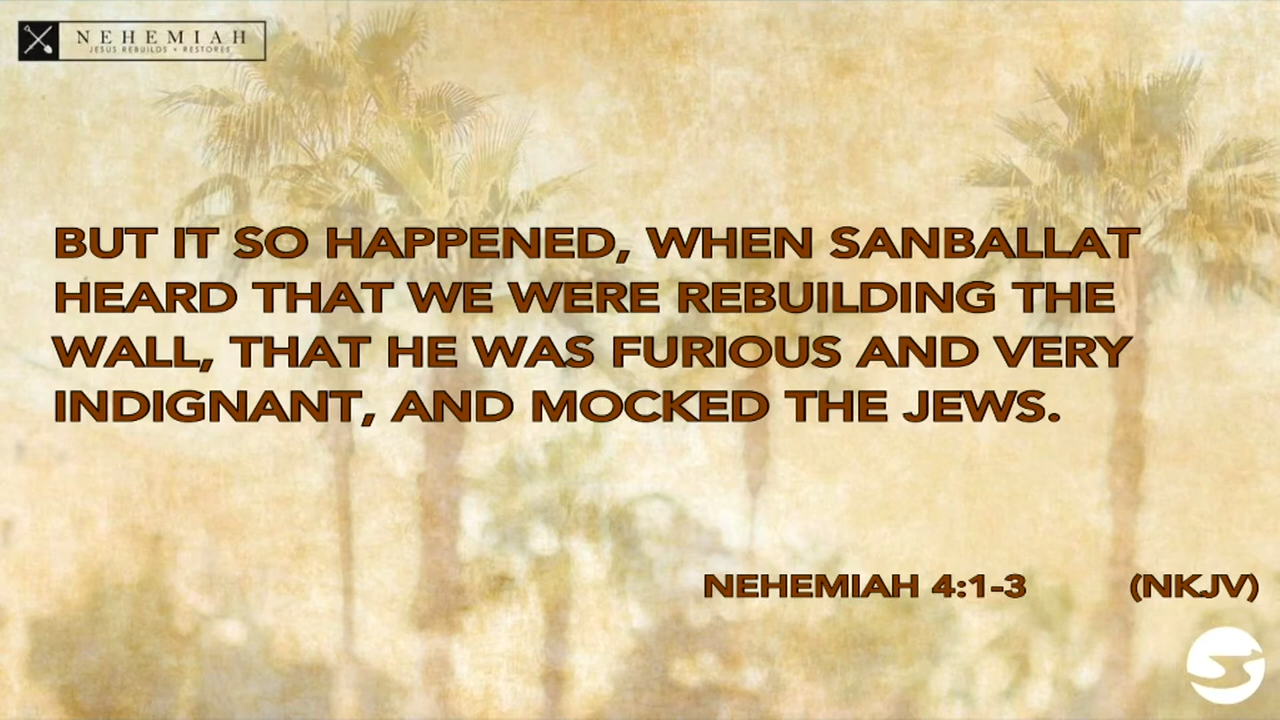 NEHEMIAH
JESUS REBUILDS + RESTORES
BUT IT SO HAPPENED, WHEN SANBALLAT
HEARD THAT WE WERE REBUILDING THE
WALL, THAT HE WAS FURIOUS AND VERY
INDIGNANT, AND MOCKED THE JEWS.
NEHEMIAH 4:1-3 (NKJV)